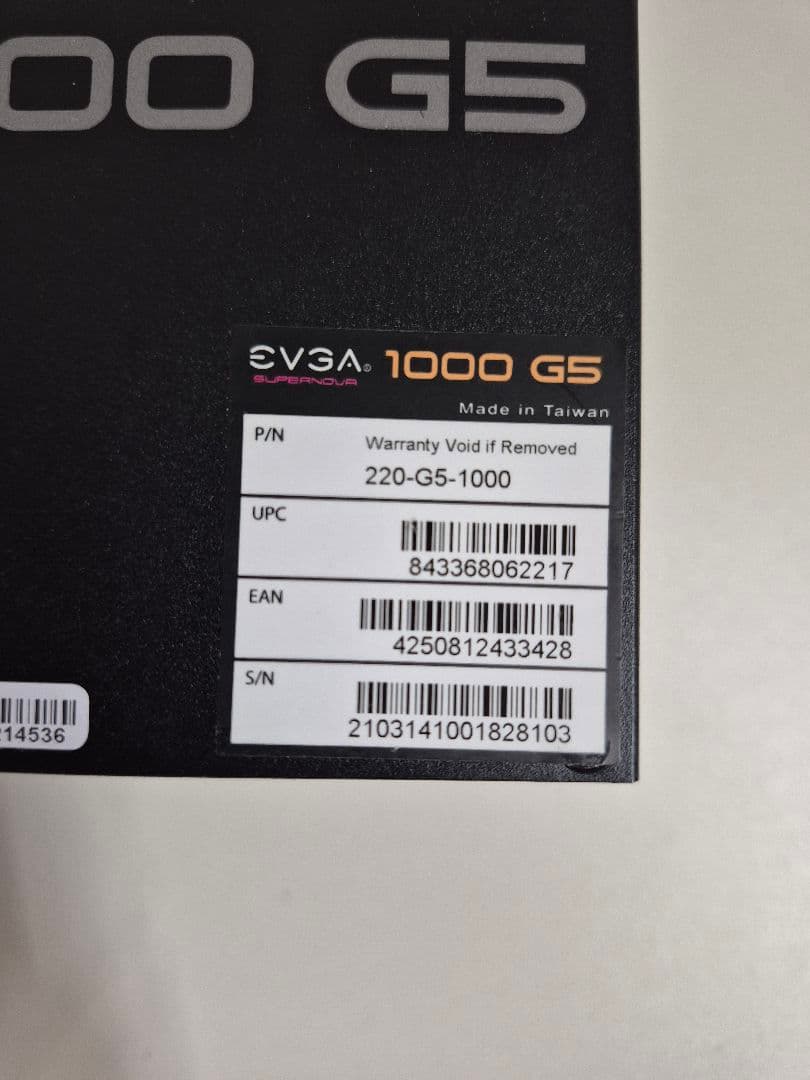 00 G5
EVGA® 1000 G5
SUPERNOVA
Made in Taiwan
P/N
Warranty Void if Removed
220-G5-1000
UPC
843368062217
EAN
4250812433428
S/N
2103141001828103
14536